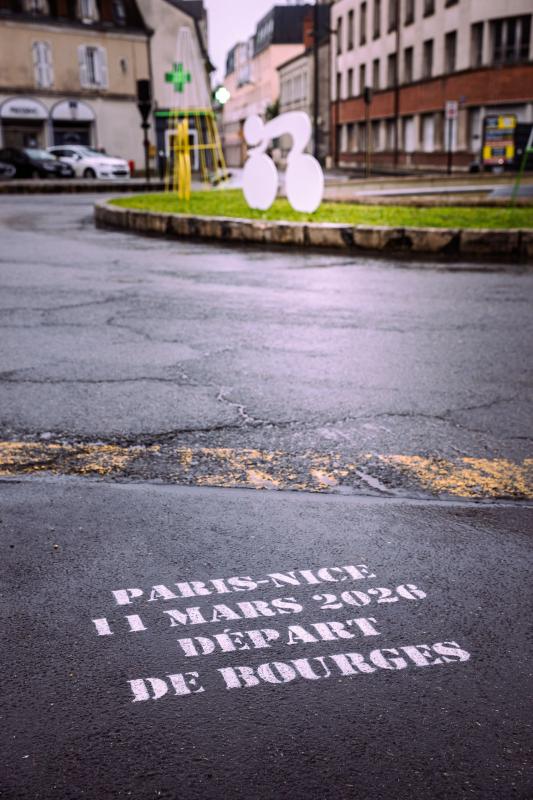 PARIS-NICE
11 MARS 2026
DÉPART
DE BOURGES